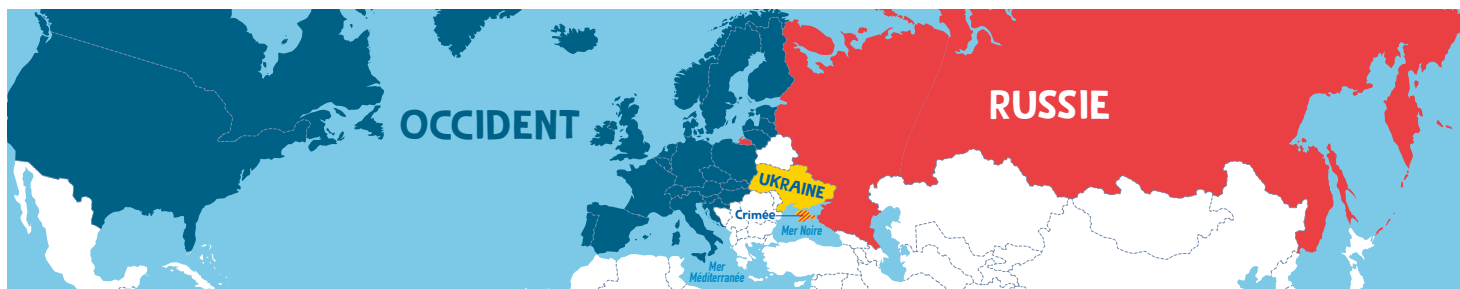 OCCIDENT
RUSSIE
UKRAINE
Crimée
Mer Noire
Mer
Méditerranée